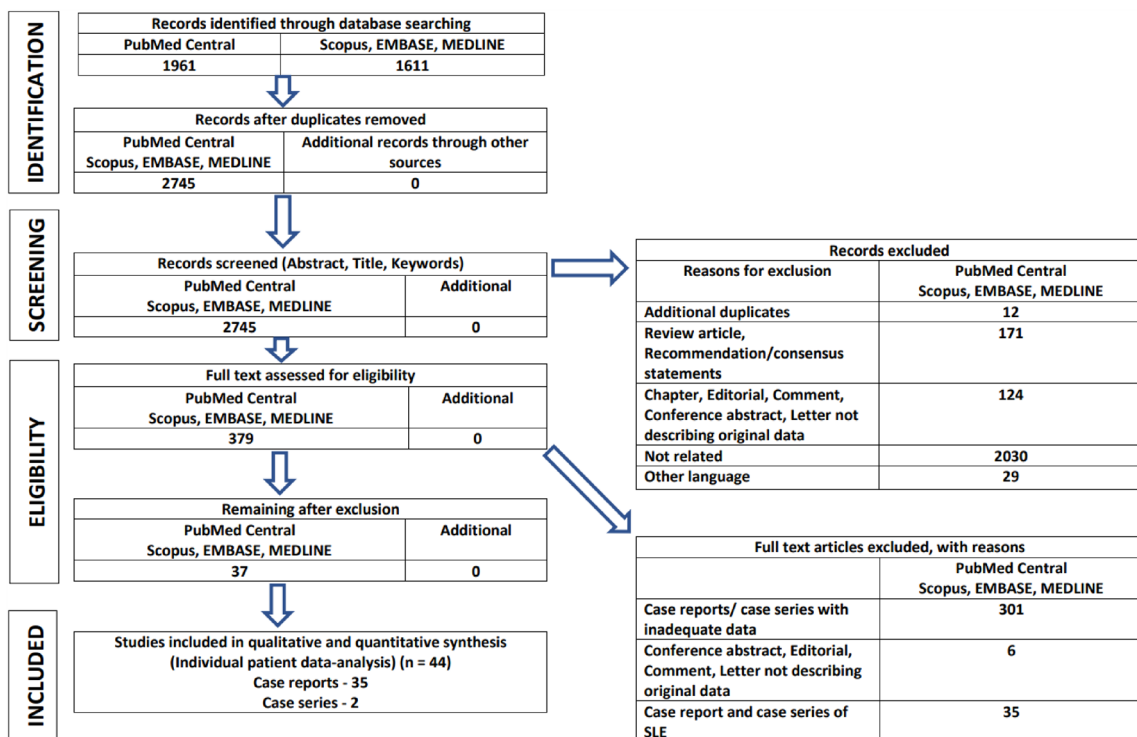 IDENTIFICATION
Records identified through database searching
PubMed Central
Scopus, EMBASE, MEDLINE
1961
1611
Records after duplicates removed
PubMed Central
Scopus, EMBASE, MEDLINE
Additional records through other
sources
2745
0
SCREENING
Records screened (Abstract, Title, Keywords)
PubMed Central
Scopus, EMBASE, MEDLINE
Additional
2745
0
Records excluded
Reasons for exclusion
PubMed Central
Scopus, EMBASE, MEDLINE
Additional duplicates
12
Review article,
Recommendation/consensus
statements
171
Chapter, Editorial, Comment,
Conference abstract, Letter not
describing original data
124
Not related
2030
Other language
29
ELIGIBILITY
Full text assessed for eligibility
PubMed Central
Scopus, EMBASE, MEDLINE
Additional
379
0
Remaining after exclusion
PubMed Central
Scopus, EMBASE, MEDLINE
Additional
37
0
Full text articles excluded, with reasons
PubMed Central
Scopus, EMBASE, MEDLINE
Case reports/ case series with
inadequate data
301
Conference abstract, Editorial,
Comment, Letter not describing
original data
6
Case report and case series of
SLE
35
INCLUDED
Studies included in qualitative and quantitative synthesis
(Individual patient data-analysis) (n = 44)
Case reports - 35
Case series - 2